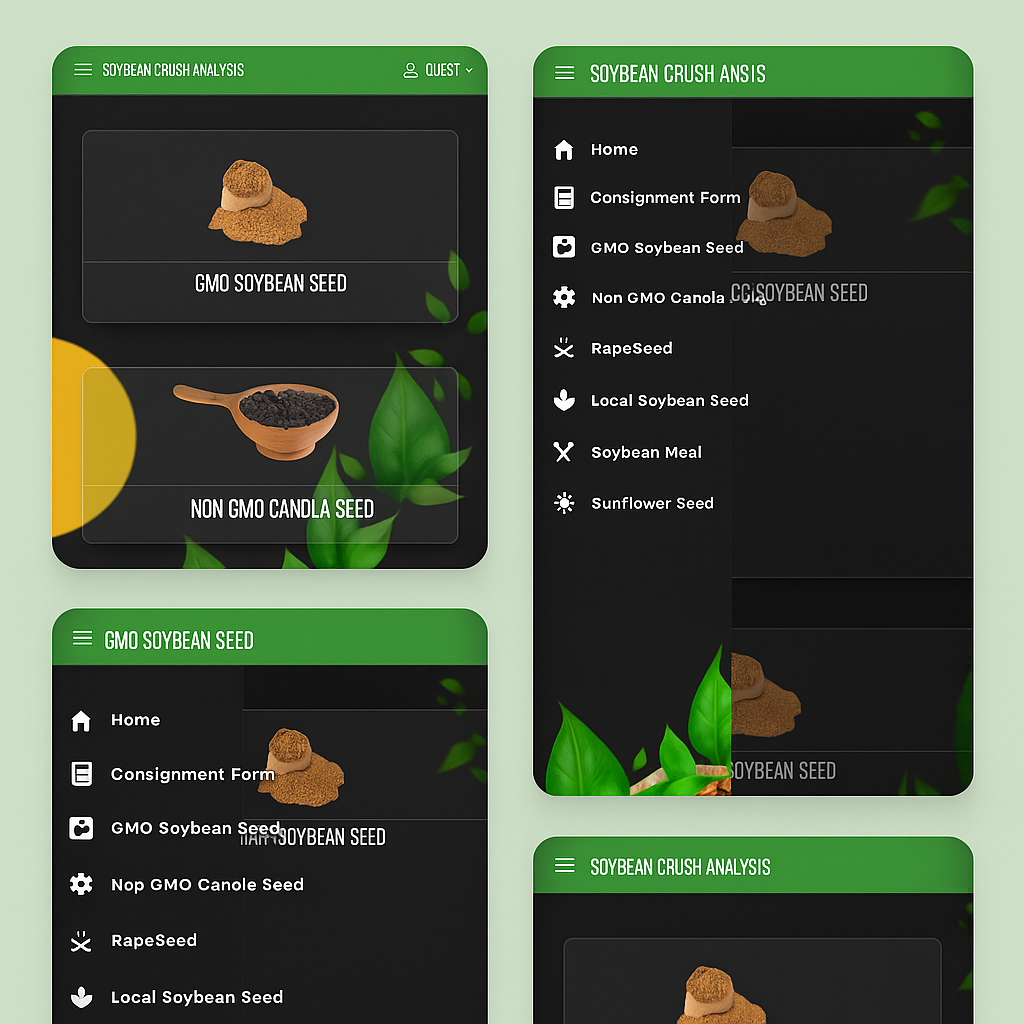 SOYBEAN CRUSH ANALYSIS
QUEST
GMO SOYBEAN SEED
NON GMO CANDLA SEED
GMO SOYBEAN SEED
Home
Consignment Form
GMO Soybean Seed
SOYBEAN SEED
Nop GMO Canole Seed
RapeSeed
Local Soybean Seed
SOYBEAN CRUSH ANSIS
Home
Consignment Form
GMO Soybean Seed
Non GMO Canola
SOYBEAN SEED
RapeSeed
Local Soybean Seed
Soybean Meal
Sunflower Seed
SOYBEAN SEED
SOYBEAN CRUSH ANALYSIS